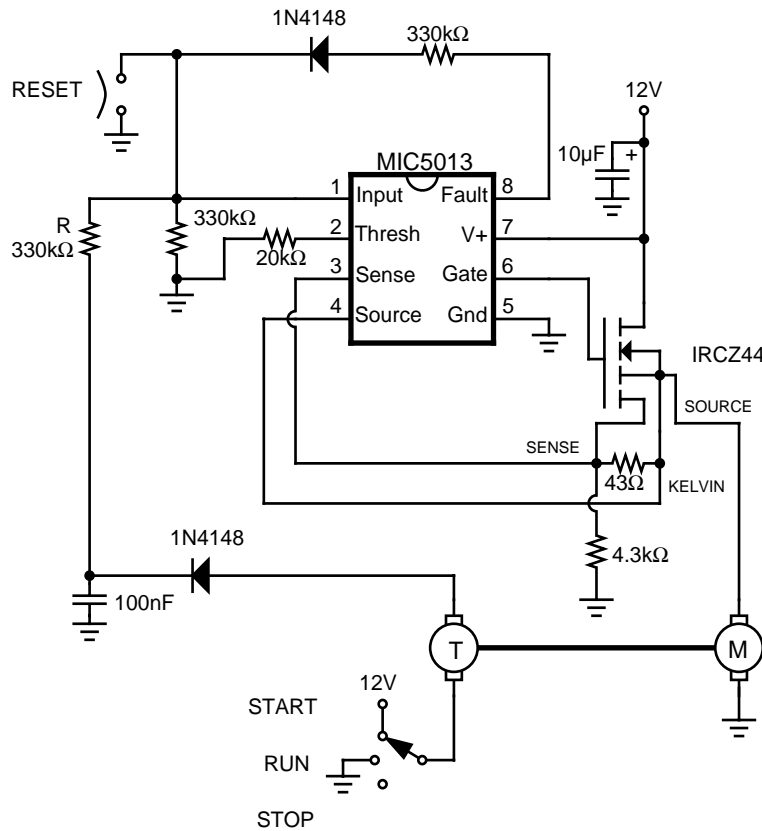 1N4148
330kΩ
RESET
12V
10µF +
MIC5013
1 Input Fault 8
2 Thresh V+ 7
3 Sense Gate 6
4 Source Gnd 5
R
330kΩ
330kΩ
20kΩ
IRCZ44
SOURCE
SENSE
43Ω
KELVIN
4.3kΩ
1N4148
100nF
T
M
12V
START
RUN
STOP